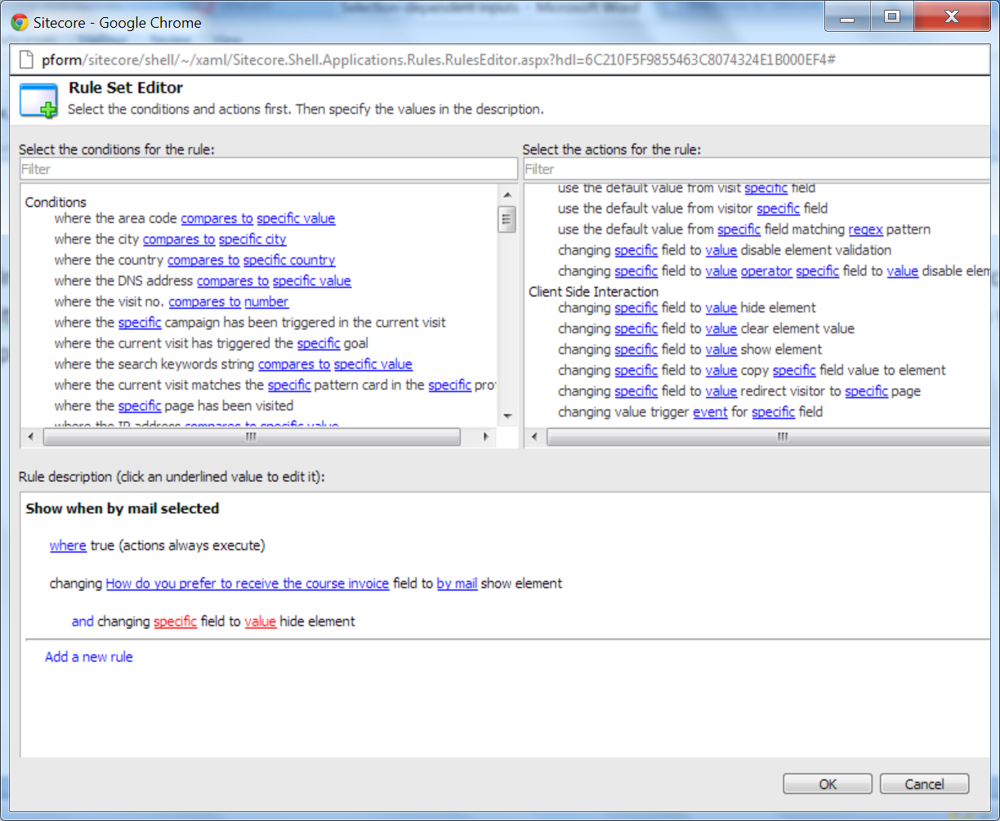 Sitecore - Google Chrome
pform/sitecore/shell/~/xaml/Sitecore.Shell.Applications.Rules.RulesEditor.aspx?hdl=6C210F5F9855463C8074324E1B000EF4#
Rule Set Editor
Select the conditions and actions first. Then specify the values in the description.
Select the conditions for the rule:
Filter
Conditions
where the area code compares to specific value
where the city compares to specific city
where the country compares to specific country
where the DNS address compares to specific value
where the visit no. compares to number
where the specific campaign has been triggered in the current visit
where the current visit has triggered the specific goal
where the search keywords string compares to specific value
where the current visit matches the specific pattern card in the specific pro
where the specific page has been visited
where the IP address compares to specific value
Select the actions for the rule:
Filter
use the default value from visit specific field
use the default value from visitor specific field
use the default value from specific field matching regex pattern
changing specific field to value disable element validation
changing specific field to value operator specific field to value disable elem
Client Side Interaction
changing specific field to value hide element
changing specific field to value clear element value
changing specific field to value show element
changing specific field to value copy specific field value to element
changing specific field to value redirect visitor to specific page
changing value trigger event for specific field
Rule description (click an underlined value to edit it):
Show when by mail selected
where true (actions always execute)
changing How do you prefer to receive the course invoice field to by mail show element
and changing specific field to value hide element
Add a new rule
OK
Cancel